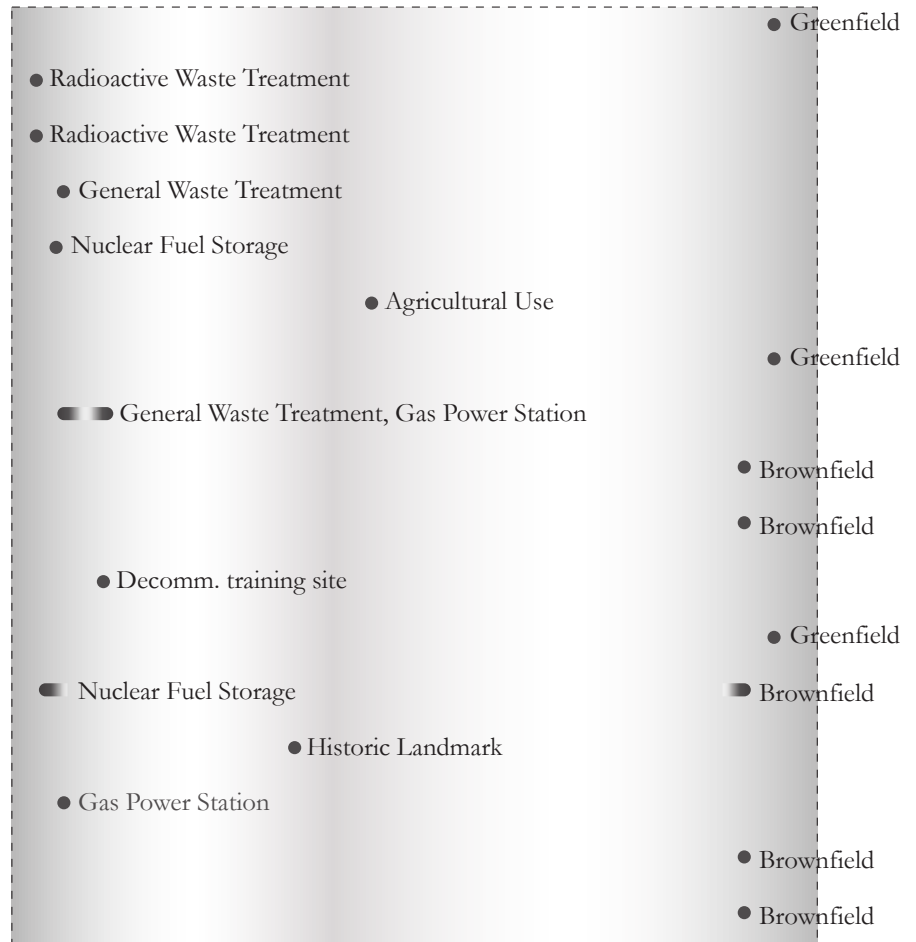 Greenfield
Radioactive Waste Treatment
Radioactive Waste Treatment
General Waste Treatment
Nuclear Fuel Storage
Agricultural Use
Greenfield
General Waste Treatment, Gas Power Station
Brownfield
Brownfield
Decomm. training site
Greenfield
Nuclear Fuel Storage Brownfield
Historic Landmark
Gas Power Station
Brownfield
Brownfield